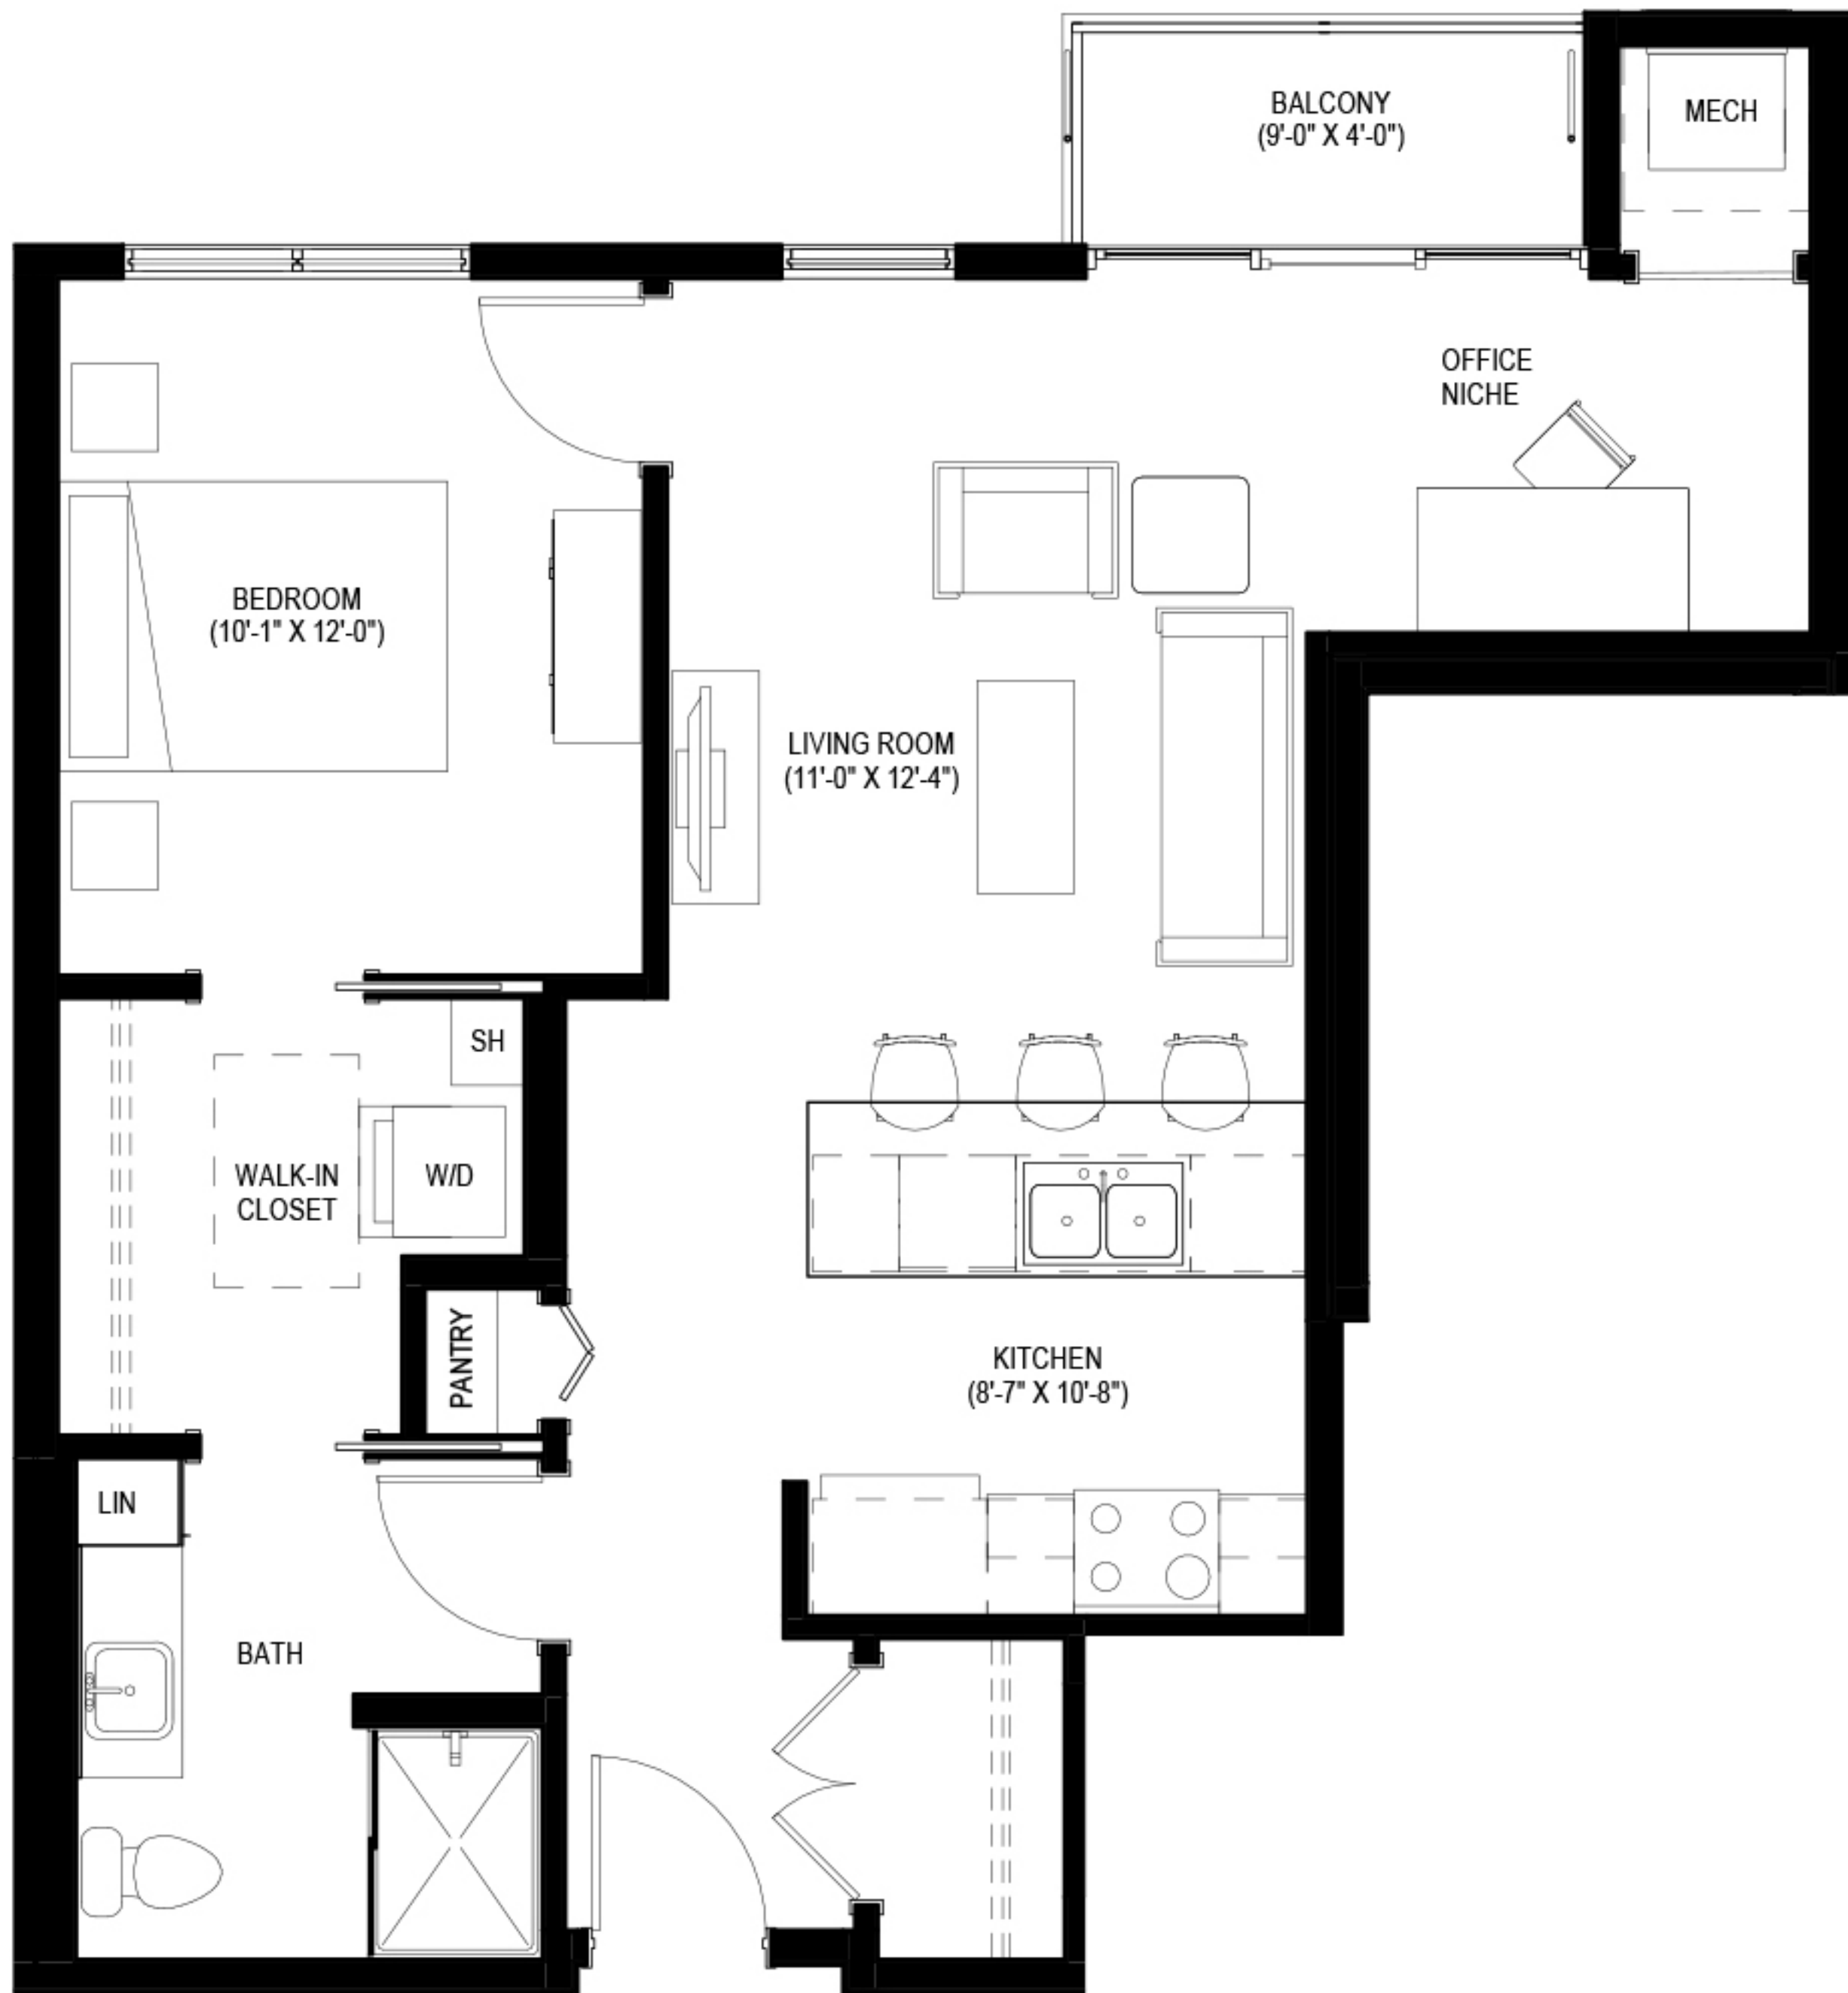 BALCONY
(9'-0" X 4'-0")
MECH
OFFICE
NICHE
BEDROOM
(10'-1" X 12'-0")
LIVING ROOM
(11'-0" X 12'-4")
SH
WALK-IN
CLOSET
W/D
PANTRY
KITCHEN
(8'-7" X 10'-8")
LIN
BATH